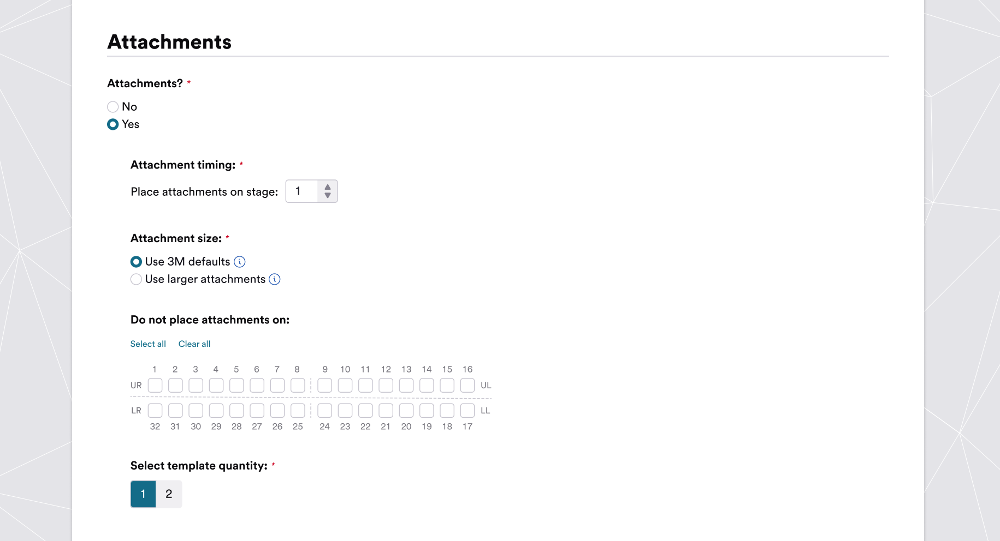 Attachments
Attachments? *
No
Yes
Attachment timing: *
Place attachments on stage: 1
Attachment size: *
Use 3M defaults i
Use larger attachments i
Do not place attachments on:
Select all Clear all
1 2 3 4 5 6 7 8 9 10 11 12 13 14 15 16
UR UL
LR LL
32 31 30 29 28 27 26 25 24 23 22 21 20 19 18 17
Select template quantity: *
1 2